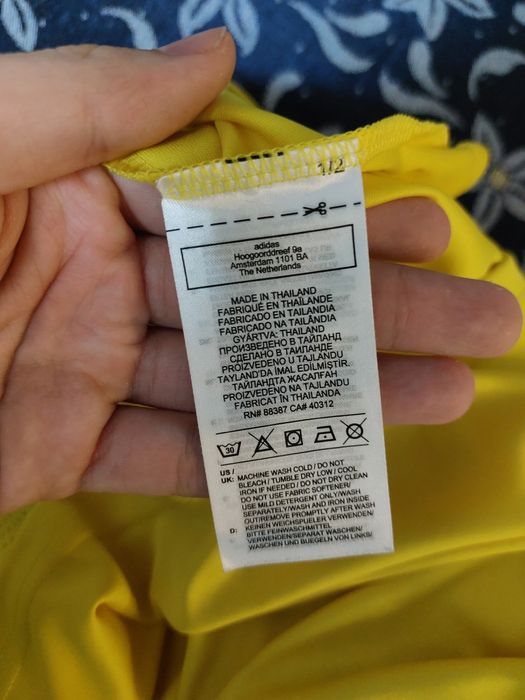 1/2
adidas
Hoogoorddreef 9a
Amsterdam 1101 BA
The Netherlands
MADE IN THAILAND
FABRIQUÉ EN THAÏLANDE
FABRICADO EN TAILANDIA
FABRICADO NA TAILÂNDIA
GYÁRTVA: THAILAND
ПРОИЗВЕДЕНО В ТАЙЛАНД
СДЕЛАНО В ТАИЛАНДЕ
PROIZVEDENO U TAJLANDU
TAYLAND'DA İMAL EDİLMİŞTİR.
ТАЙЛАНДТА ЖАСАЛҒАН
PROIZVEDENO NA TAJLANDU
FABRICAT ÎN THAILANDA
RN# 88387 CA# 40312
30
US / UK: MACHINE WASH COLD / DO NOT
BLEACH / TUMBLE DRY LOW / COOL
IRON IF NEEDED / DO NOT DRY CLEAN
DO NOT USE FABRIC SOFTENER/
USE MILD DETERGENT ONLY/WASH
SEPARATELY/WASH AND IRON INSIDE
OUT/REMOVE PROMPTLY AFTER WASH
D: KEINEN WEICHSPUELER VERWENDEN/
BITTE FEINWASCHMITTEL
VERWENDEN/SEPARAT WASCHEN/
WASCHEN UND BUEGELN VON LINKS/